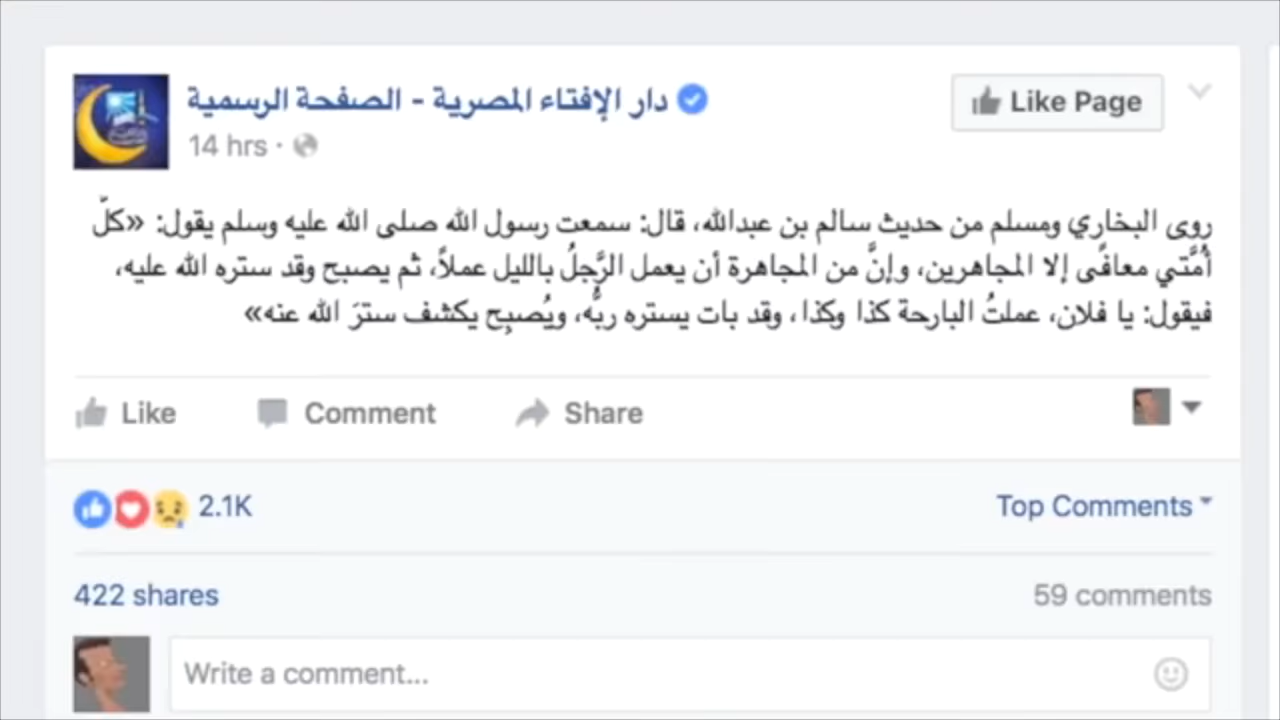 دار الإفتاء المصرية - الصفحة الرسمية
Like Page
14 hrs ·
روى البخاري ومسلم من حديث سالم بن عبدالله، قال: سمعت رسول الله صلى الله عليه وسلم يقول: «كلّ
أُمَّتي معافًى إلا المجاهرين، وإنَّ من المجاهرة أن يعمل الرَّجلُ بالليل عملاً، ثم يصبح وقد ستره الله عليه،
فيقول: يا فلان، عملتُ البارحة كذا وكذا، وقد بات يستره ربُّه، ويُصبِح يكشف سترَ الله عنه»
Like Comment Share
2.1K Top Comments
422 shares 59 comments
Write a comment...